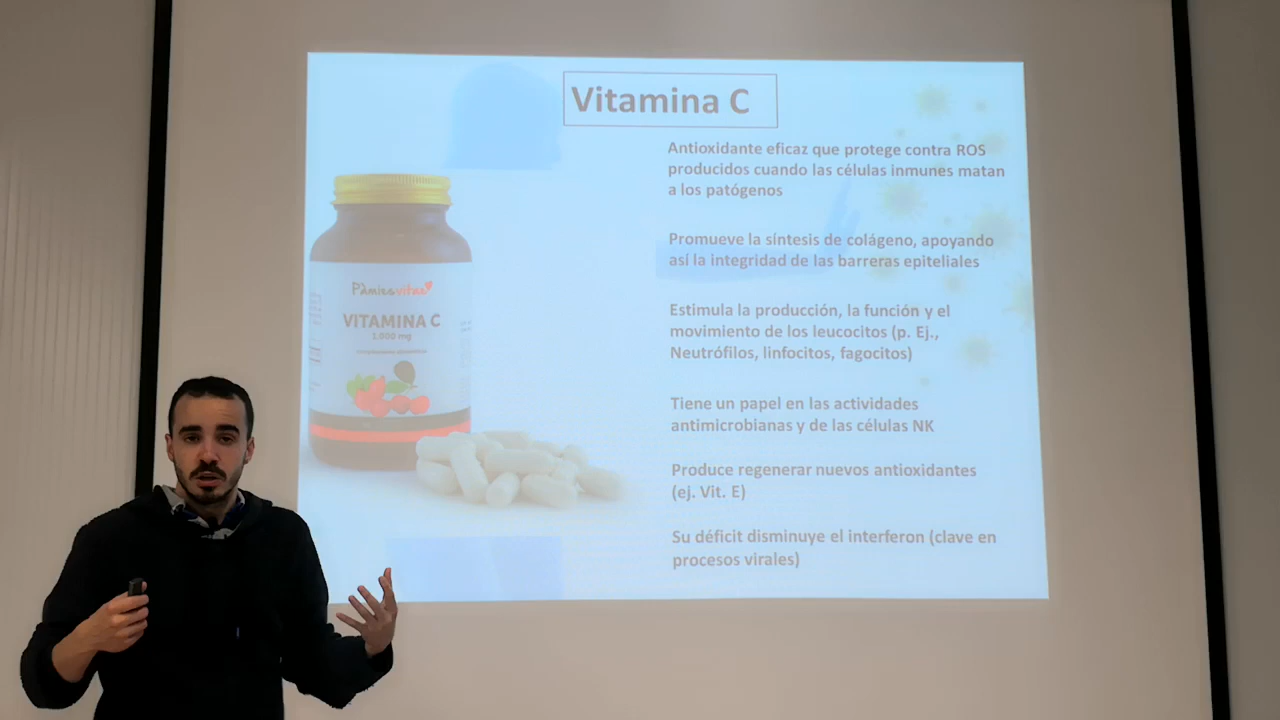 Vitamina C
Antioxidante eficaz que protege contra ROS
producidos cuando las células inmunes matan
a los patógenos
Promueve la síntesis de colágeno, apoyando
así la integridad de las barreras epiteliales
Estimula la producción, la función y el
movimiento de los leucocitos (p. Ej.,
Neutrófilos, linfocitos, fagocitos)
Tiene un papel en las actividades
antimicrobianas y de las células NK
Produce regenerar nuevos antioxidantes
(ej. Vit. E)
Su déficit disminuye el interferon (clave en
procesos virales)
VITAMINA C
1.000 mg